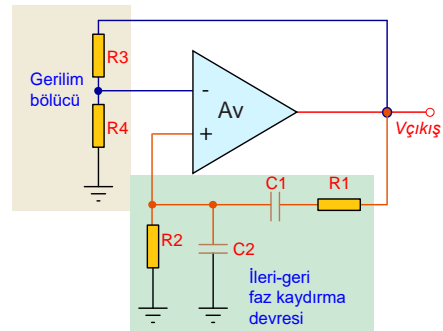 R3
Gerilim
bölücü
R4
-
Av
+
Vçıkış
C1
R1
R2
C2
İleri-geri
faz kaydırma
devresi